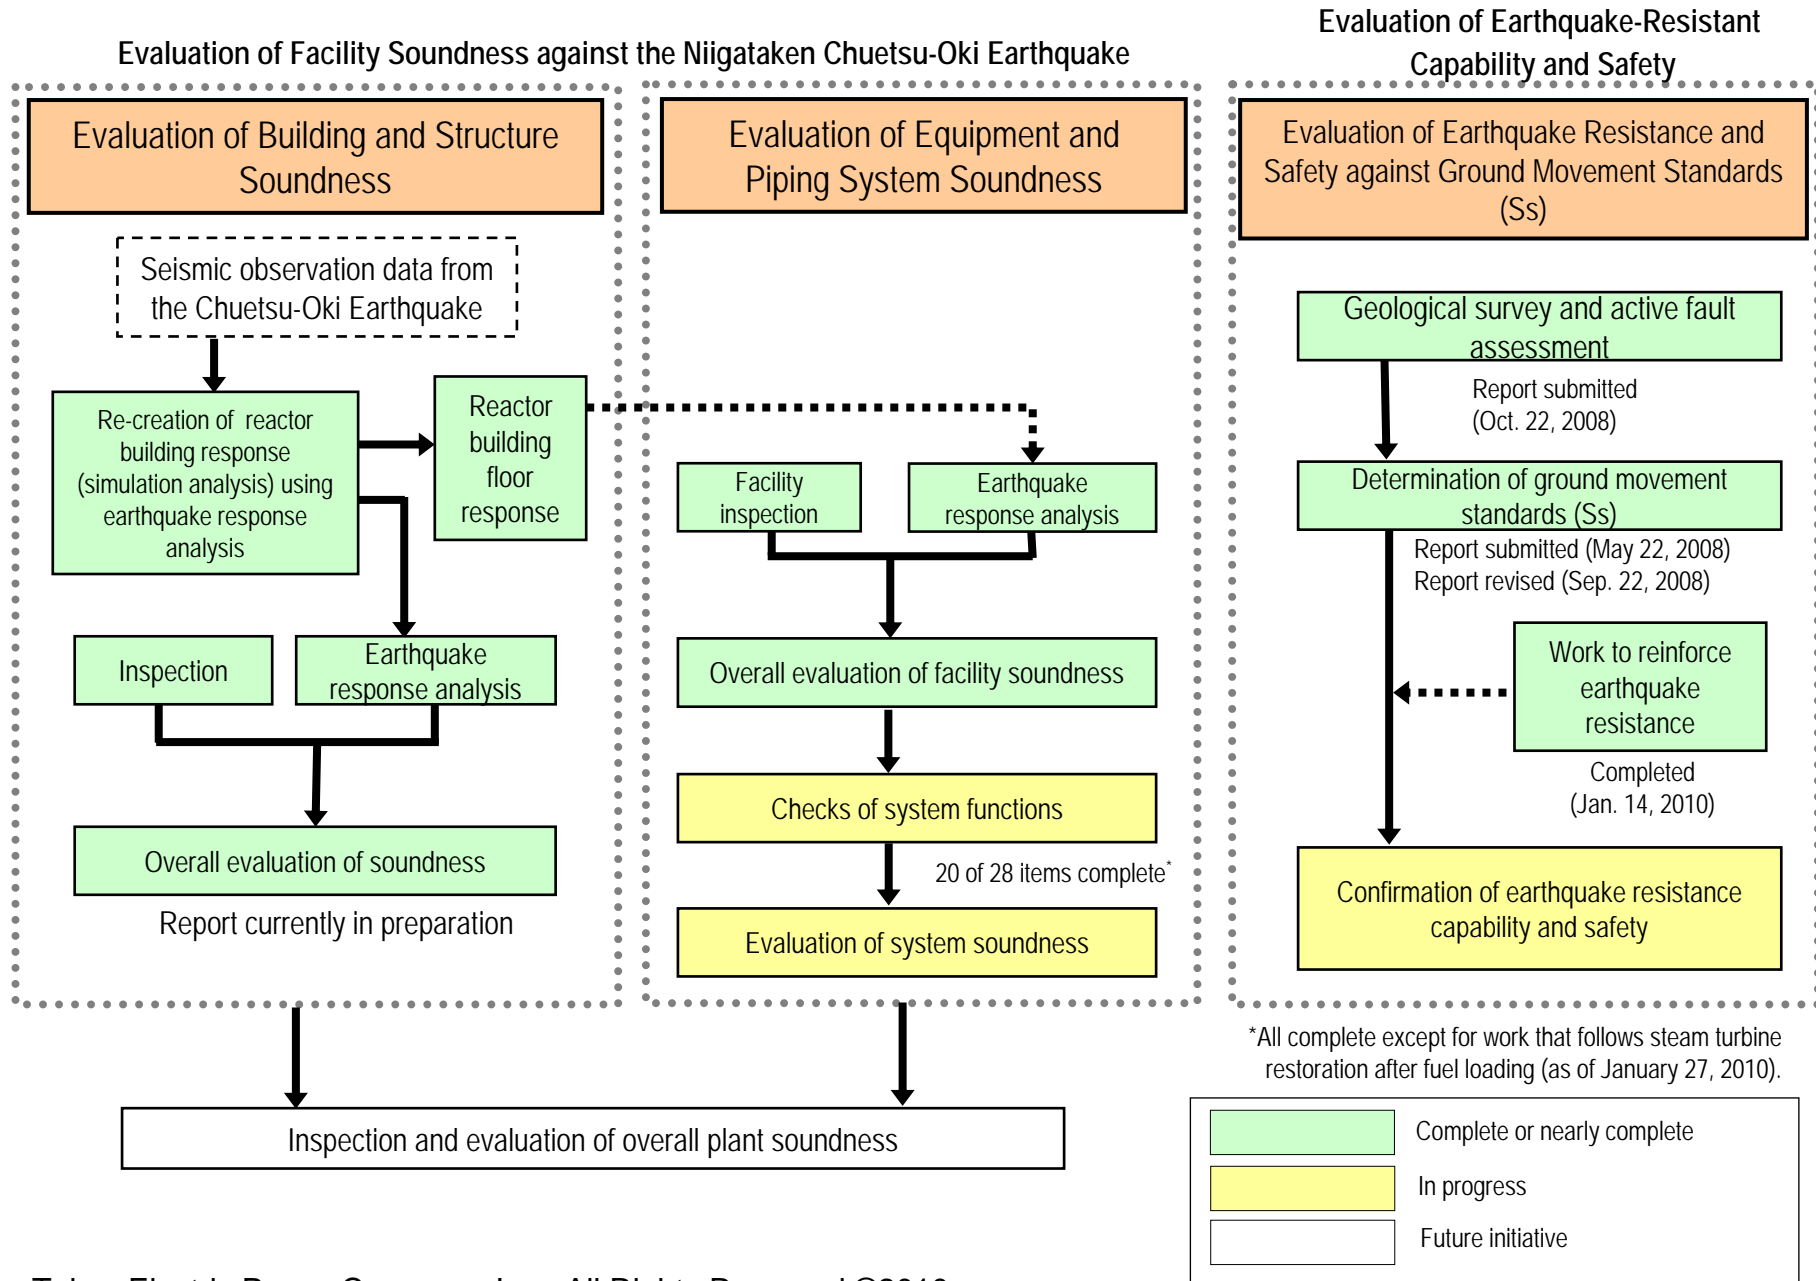 Evaluation of Facility Soundness against the Niigataken Chuetsu-Oki Earthquake
Evaluation of Building and Structure
Soundness
Seismic observation data from
the Chuetsu-Oki Earthquake
Re-creation of reactor
building response
(simulation analysis) using
earthquake response
analysis
Reactor
building
floor
response
Inspection
Earthquake
response analysis
Overall evaluation of soundness
Report currently in preparation
Evaluation of Equipment and
Piping System Soundness
Facility
inspection
Earthquake
response analysis
Overall evaluation of facility soundness
Checks of system functions
20 of 28 items complete*
Evaluation of system soundness
Inspection and evaluation of overall plant soundness
Evaluation of Earthquake-Resistant
Capability and Safety
Evaluation of Earthquake Resistance and
Safety against Ground Movement Standards
(Ss)
Geological survey and active fault
assessment
Report submitted
(Oct. 22, 2008)
Determination of ground movement
standards (Ss)
Report submitted (May 22, 2008)
Report revised (Sep. 22, 2008)
Work to reinforce
earthquake
resistance
Completed
(Jan. 14, 2010)
Confirmation of earthquake resistance
capability and safety
*All complete except for work that follows steam turbine
restoration after fuel loading (as of January 27, 2010).
Complete or nearly complete
In progress
Future initiative